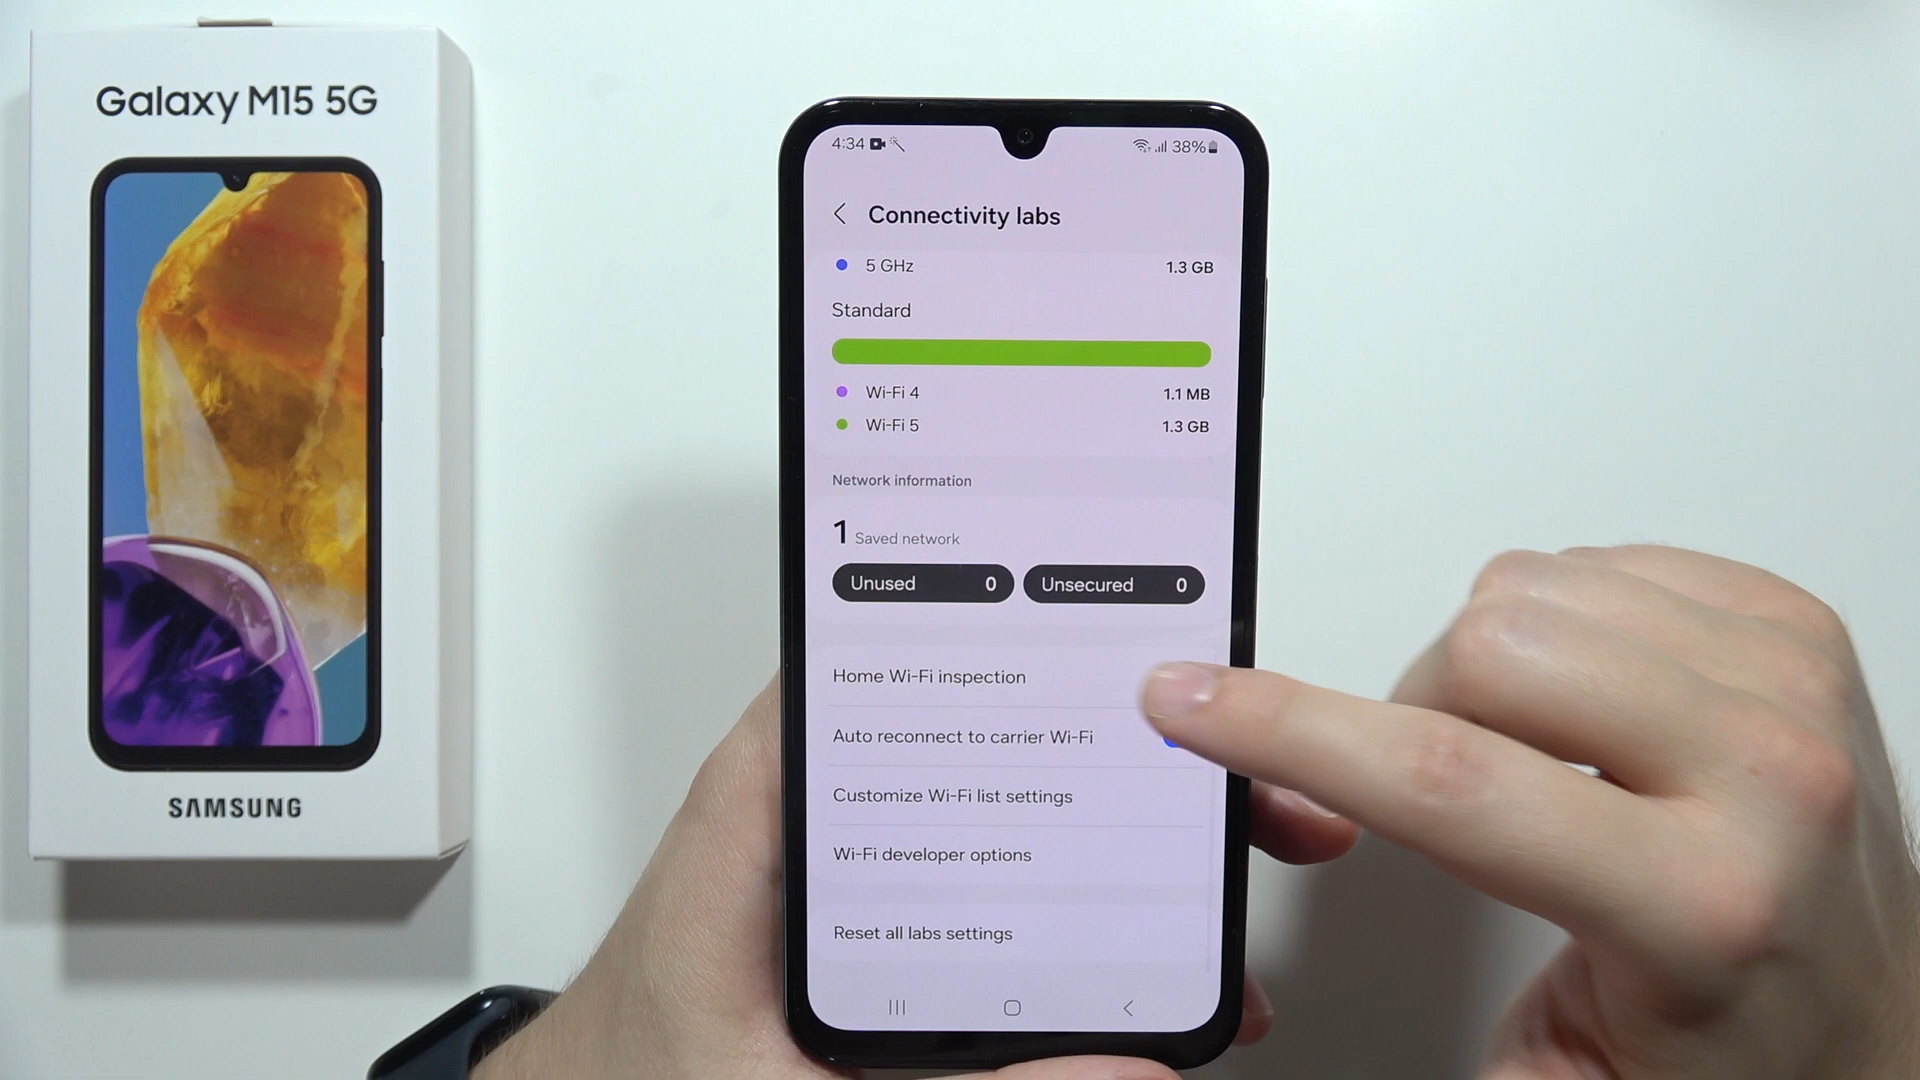 Galaxy M15 5G
SAMSUNG
4:34 38%
Connectivity labs
5 GHz 1.3 GB
Standard
Wi-Fi 4 1.1 MB
Wi-Fi 5 1.3 GB
Network information
1 Saved network
Unused 0 Unsecured 0
Home Wi-Fi inspection
Auto reconnect to carrier Wi-Fi
Customize Wi-Fi list settings
Wi-Fi developer options
Reset all labs settings